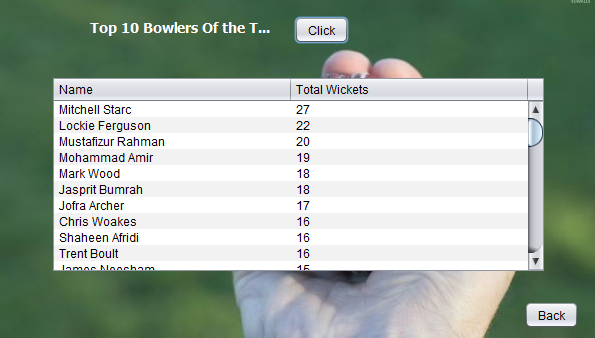 Top 10 Bowlers Of the T... Click
Name Total Wickets
Mitchell Starc 27
Lockie Ferguson 22
Mustafizur Rahman 20
Mohammad Amir 19
Mark Wood 18
Jasprit Bumrah 18
Jofra Archer 17
Chris Woakes 16
Shaheen Afridi 16
Trent Boult 16
James Neesham 15
Back